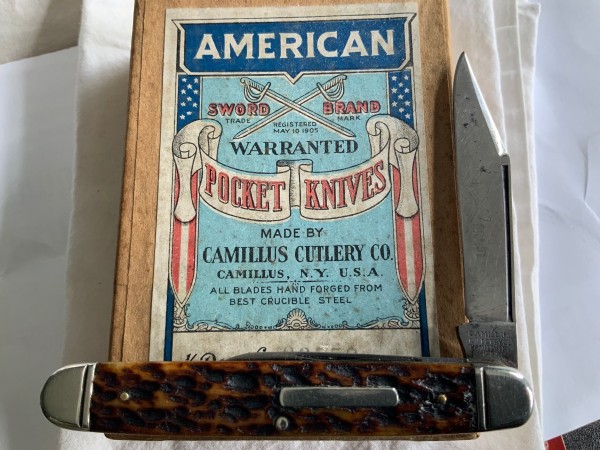 AMERICAN
SWORD BRAND
TRADE REGISTERED MARK
MAY 10 1905
WARRANTED
POCKET KNIVES
MADE BY
CAMILLUS CUTLERY CO.
CAMILLUS, N.Y. U.S.A.
ALL BLADES HAND FORGED FROM
BEST CRUCIBLE STEEL